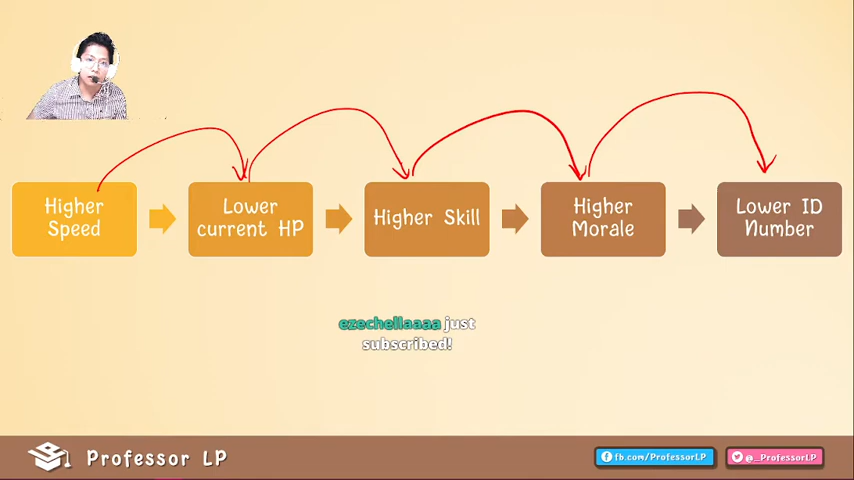 Higher
Speed
Lower
current HP
Higher Skill
Higher
Morale
Lower ID
Number
ezechellaaaa just
subscribed!
Professor LP
fb.com/ProfessorLP
@_ProfessorLP